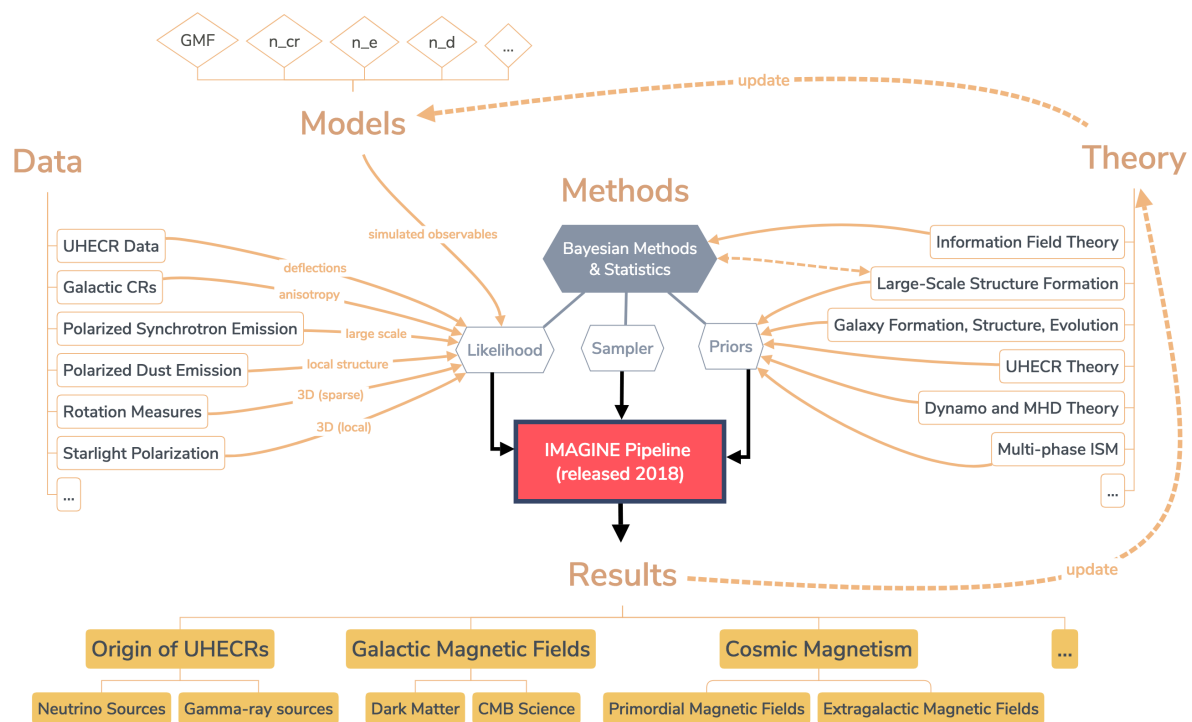 GMF
n_cr
n_e
n_d
...
update
Models
Data
Theory
Methods
simulated observables
Bayesian Methods
& Statistics
UHECR Data
deflections
Galactic CRs
anisotropy
Polarized Synchrotron Emission
large scale
Polarized Dust Emission
local structure
Rotation Measures
3D (sparse)
Starlight Polarization
3D (local)
...
Likelihood
Sampler
Priors
Information Field Theory
Large-Scale Structure Formation
Galaxy Formation, Structure, Evolution
UHECR Theory
Dynamo and MHD Theory
Multi-phase ISM
...
IMAGINE Pipeline
(released 2018)
Results
update
Origin of UHECRs
Galactic Magnetic Fields
Cosmic Magnetism
...
Neutrino Sources
Gamma-ray sources
Dark Matter
CMB Science
Primordial Magnetic Fields
Extragalactic Magnetic Fields